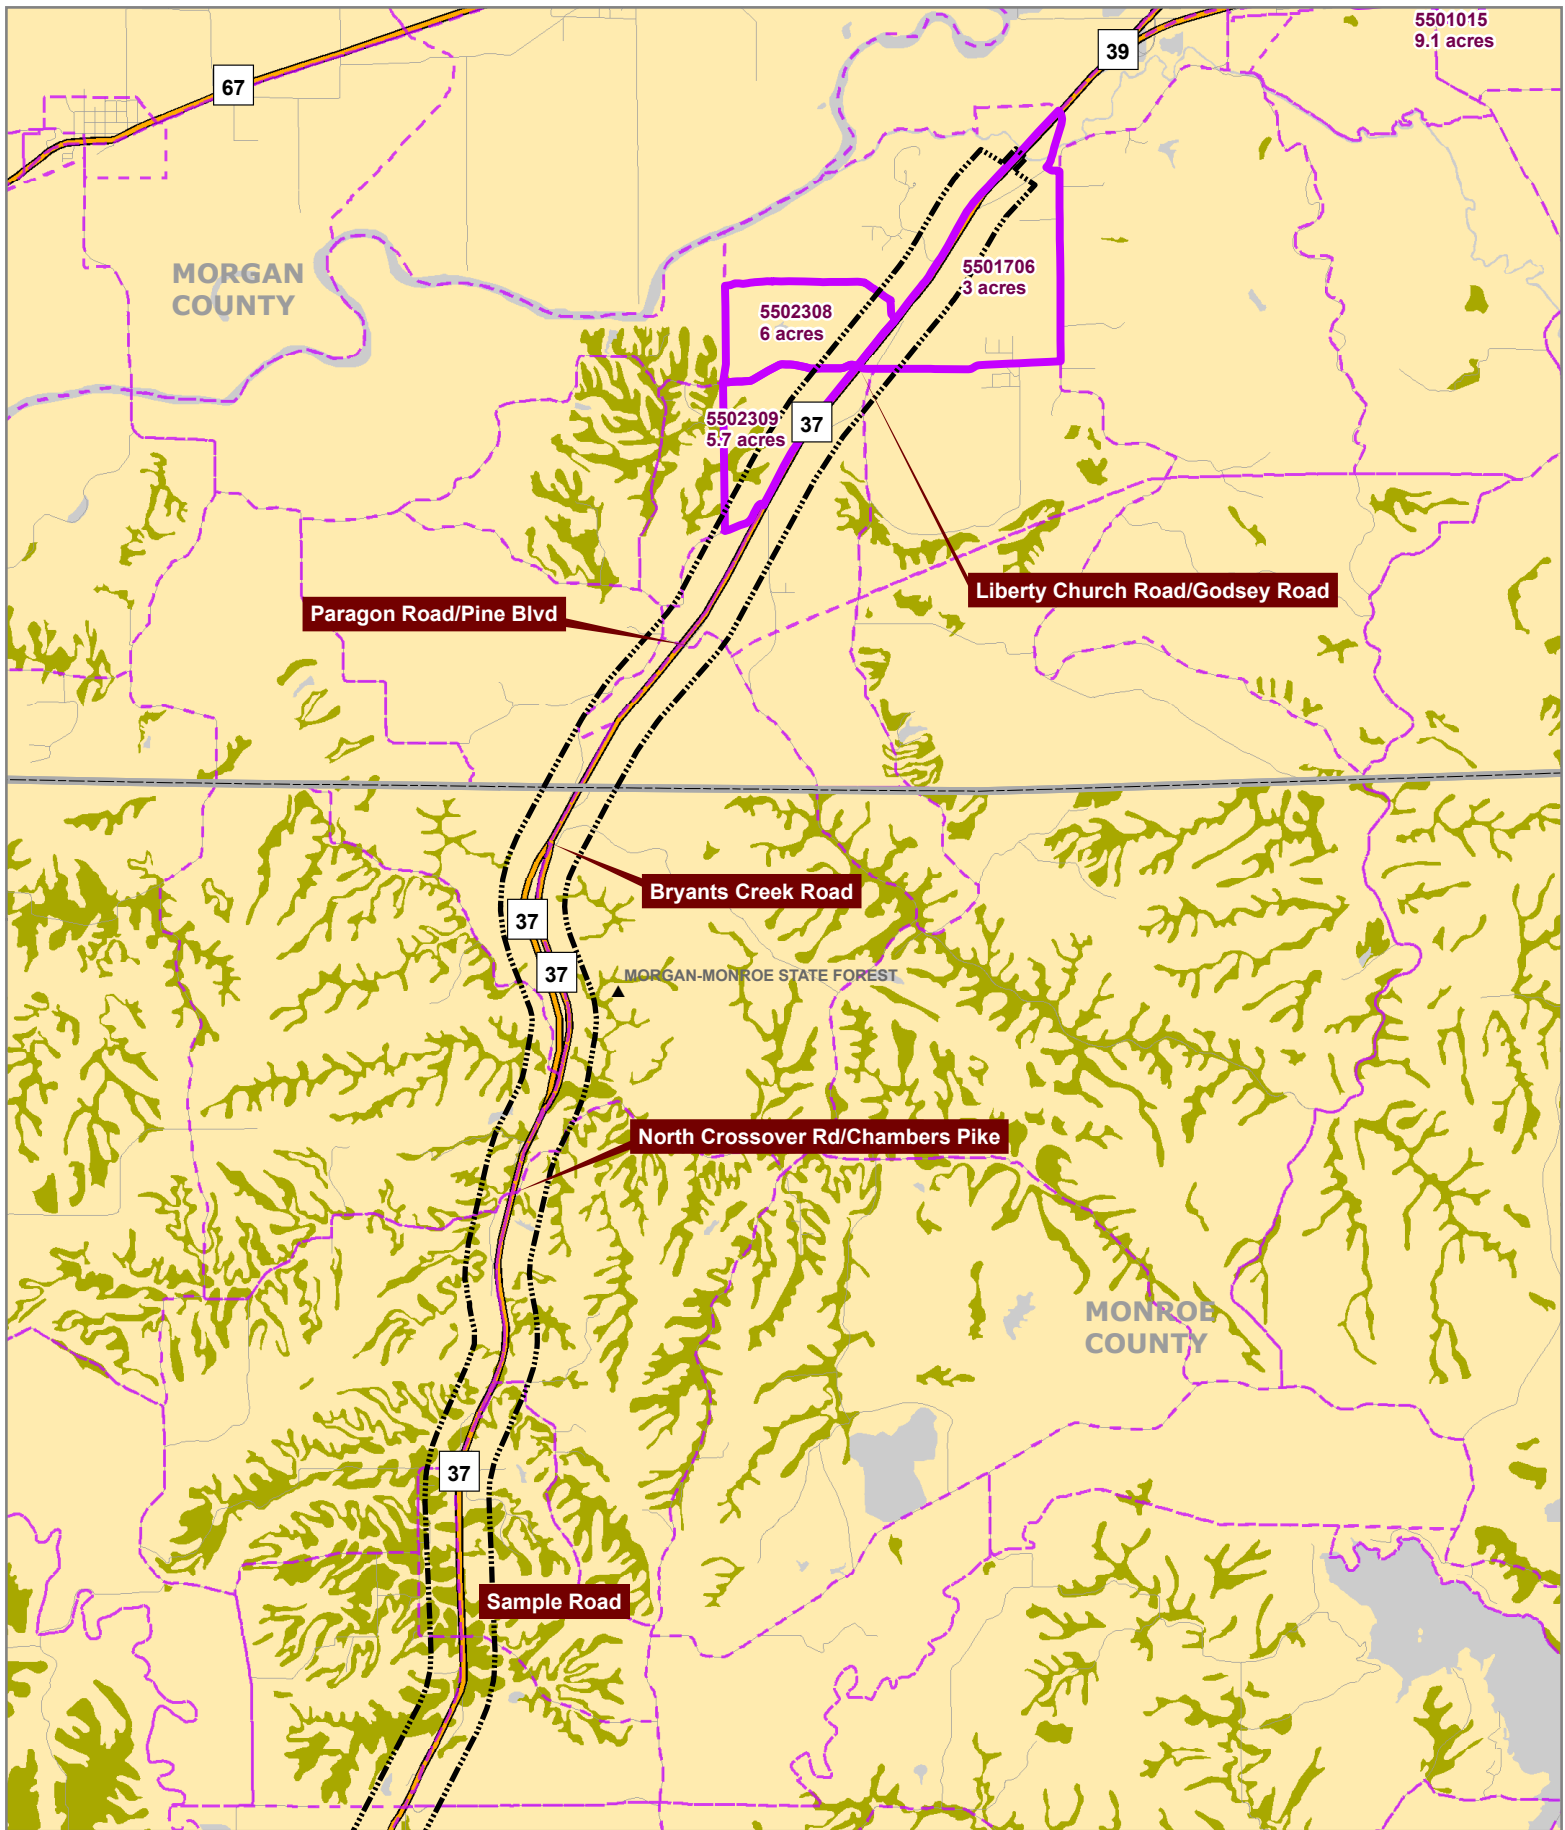 5501015
9.1 acres
39
67
MORGAN
COUNTY
5501706
3 acres
5502308
6 acres
5502309
5.7 acres
37
Liberty Church Road/Godsey Road
Paragon Road/Pine Blvd
Bryants Creek Road
37
37
MORGAN-MONROE STATE FOREST
North Crossover Rd/Chambers Pike
MONROE
COUNTY
37
Sample Road